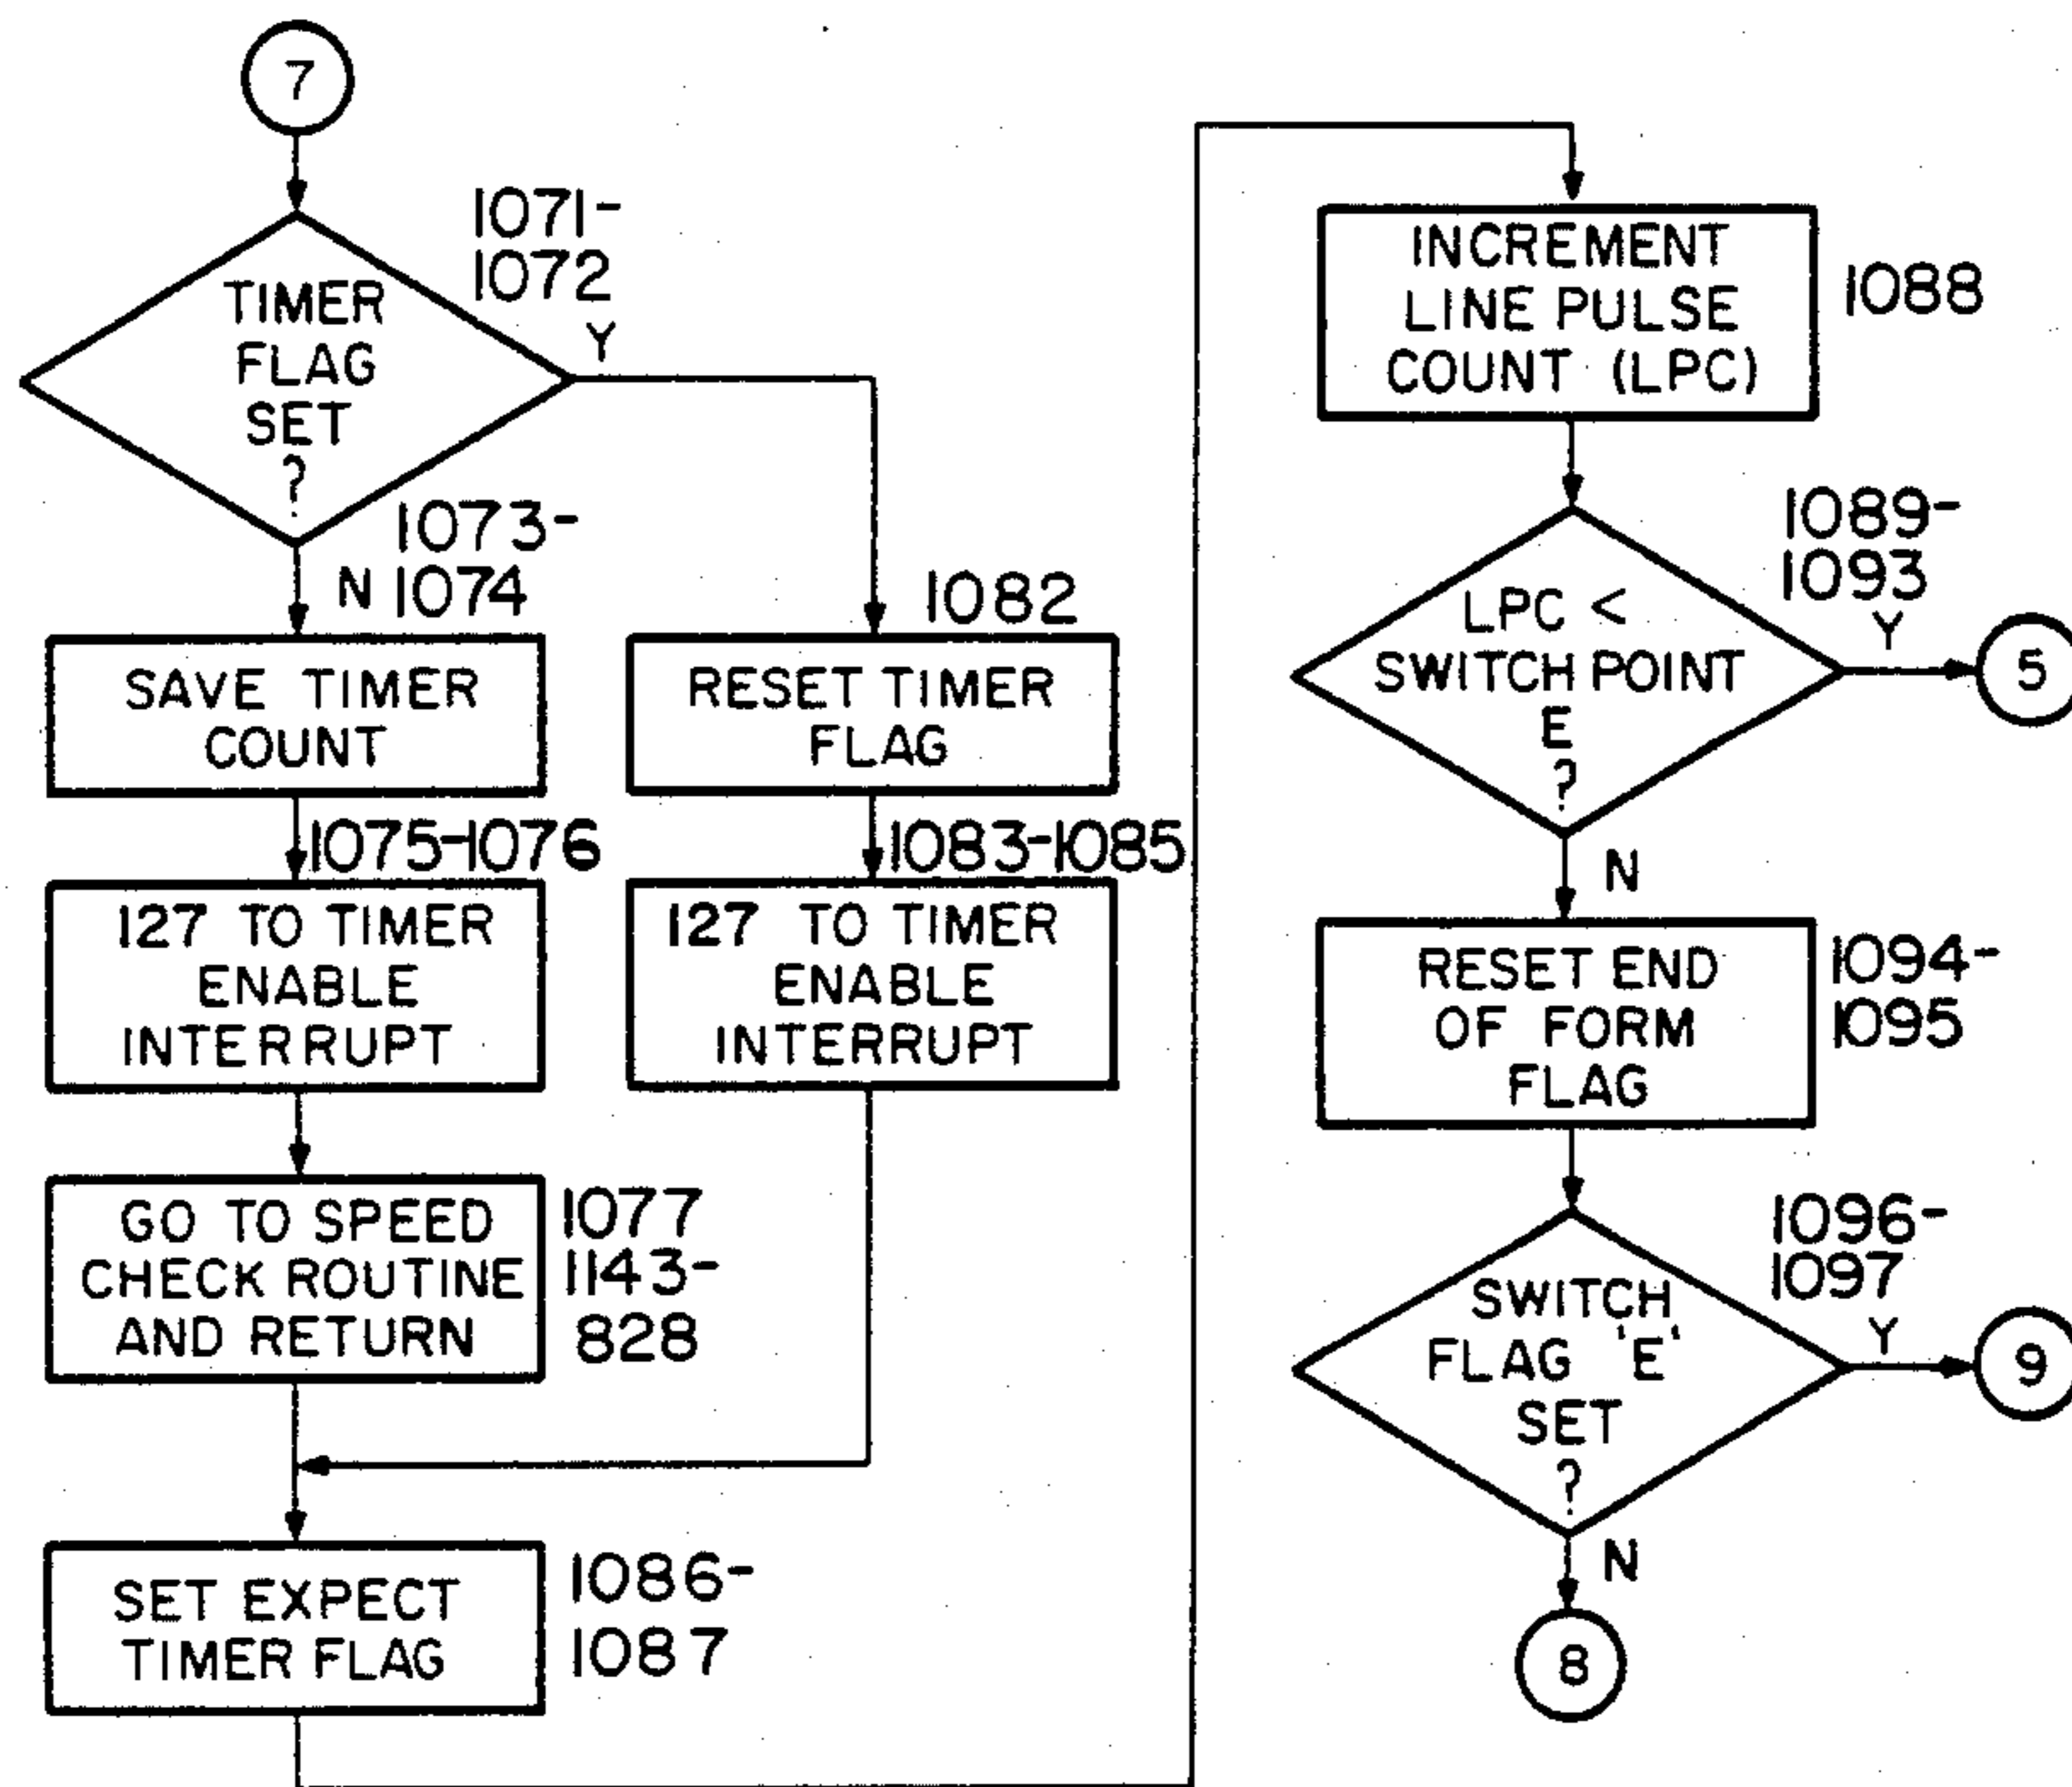 7
1071-
1072
TIMER
FLAG
SET
?
Y
1073-
N 1074
1082
SAVE TIMER
COUNT
RESET TIMER
FLAG
1075-1076
1083-1085
127 TO TIMER
ENABLE
INTERRUPT
127 TO TIMER
ENABLE
INTERRUPT
GO TO SPEED
CHECK ROUTINE
AND RETURN
1077
1143-
828
SET EXPECT
TIMER FLAG
1086-
1087
INCREMENT
LINE PULSE
COUNT (LPC)
1088
1089-
1093
LPC <
SWITCH POINT
E
?
Y
5
N
RESET END
OF FORM
FLAG
1094-
1095
1096-
1097
SWITCH
FLAG 'E'
SET
?
Y
9
N
8